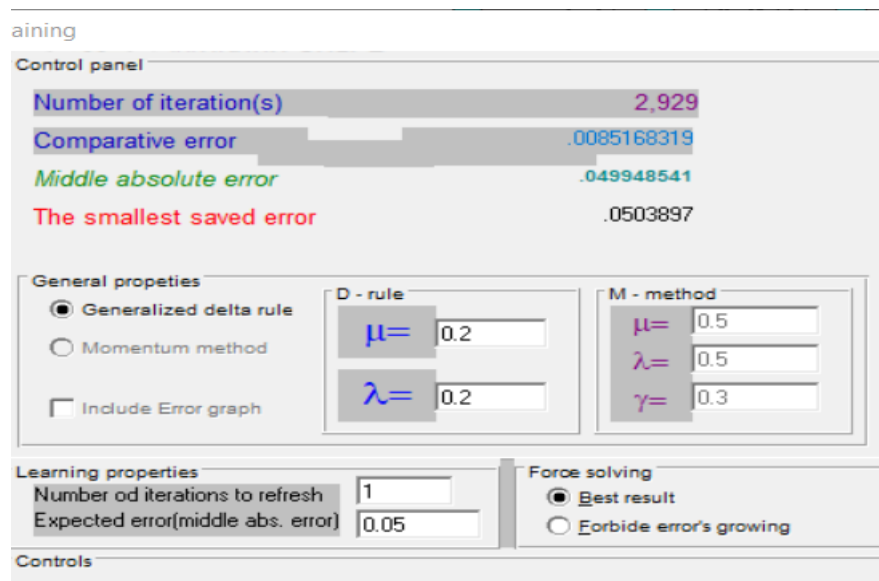 aining
Control panel
Number of iteration(s) 2,929
Comparative error .0085168319
Middle absolute error .049948541
The smallest saved error .0503897
General propeties
Generalized delta rule
Momentum method
Include Error graph
D - rule
μ= 0.2
λ= 0.2
M - method
μ= 0.5
λ= 0.5
γ= 0.3
Learning properties
Number od iterations to refresh 1
Expected error(middle abs. error) 0.05
Force solving
Best result
Forbide error's growing
Controls